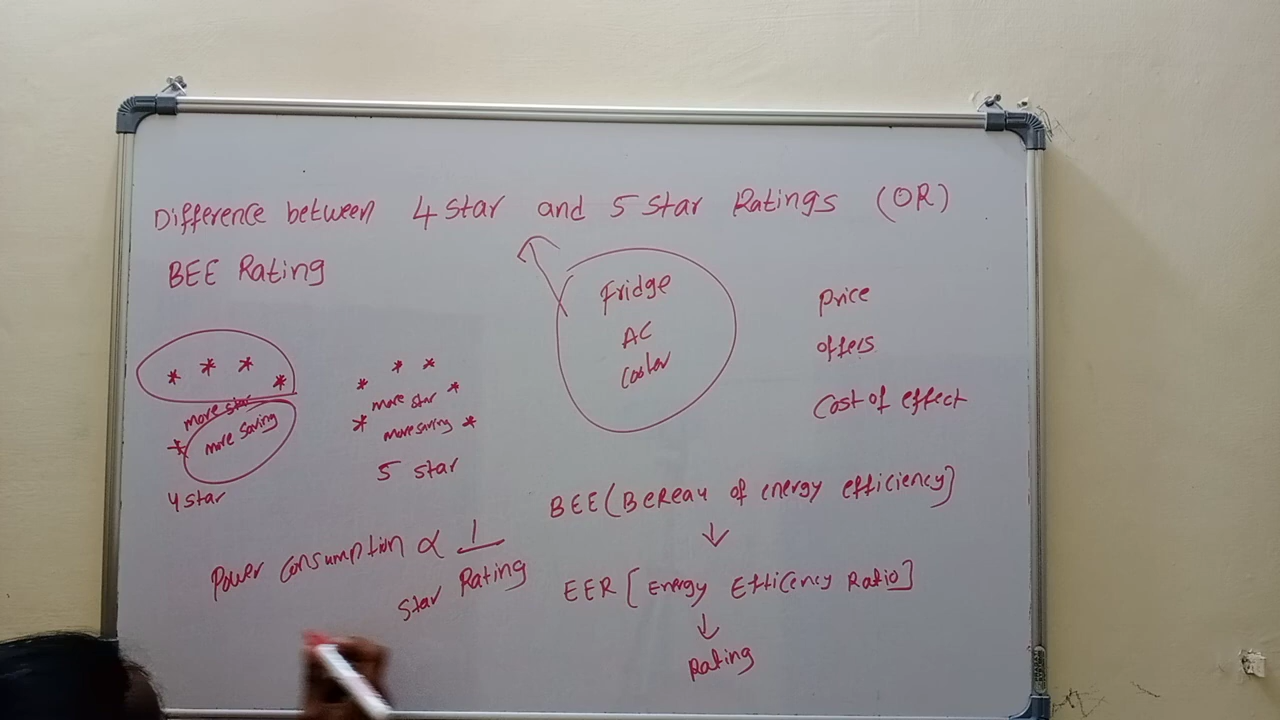 Difference between 4 star and 5 star Ratings (OR)
BEE Rating
* * * *
more star
* more saving
4 star
* * * *
more star
* more saving *
5 star
Fridge
AC
Cooler
Price
offers
Cost of effect
Power consumption ∝ 1
Star Rating
BEE (Bereau of energy efficiency]
↓
EER [Energy Efficency Ratio]
↓
Rating